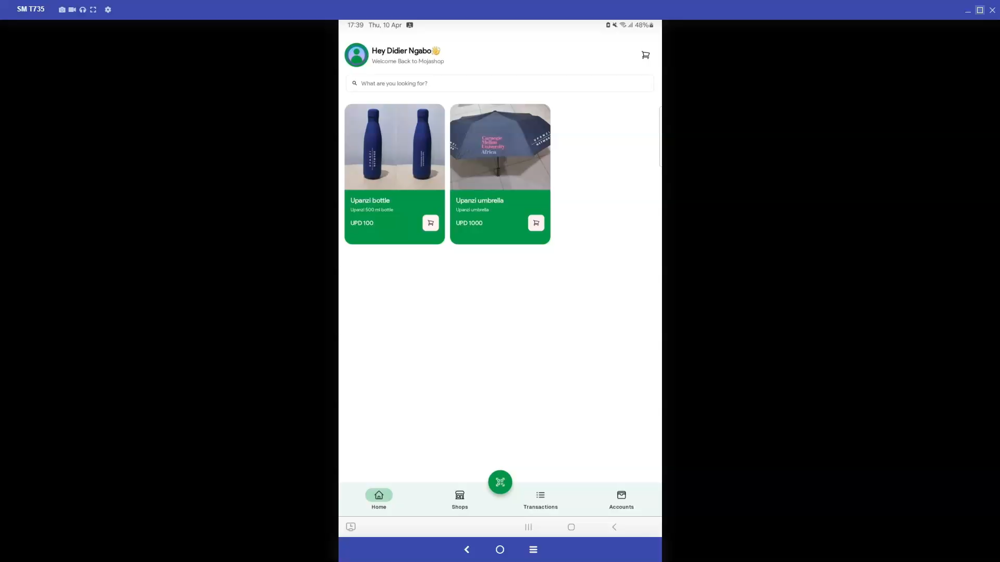 SM T735
17:39 Thu, 10 Apr
48%
Hey Didier Ngabo👋
Welcome Back to Mojashop
What are you looking for?
UPANZI
NETWORK
Carnegie
Mellon
University
Africa
UPANZI
NETWORK
Upanzi bottle
Upanzi 500 ml bottle
UPD 100
Upanzi umbrella
Upanzi umbrella
UPD 1000
Home
Shops
Transactions
Accounts